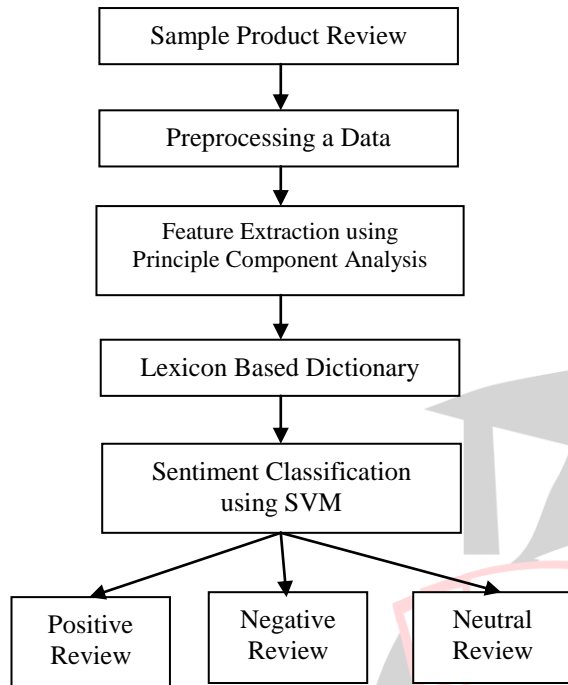 Sample Product Review
Preprocessing a Data
Feature Extraction using
Principle Component Analysis
Lexicon Based Dictionary
Sentiment Classification
using SVM
Positive
Review
Negative
Review
Neutral
Review